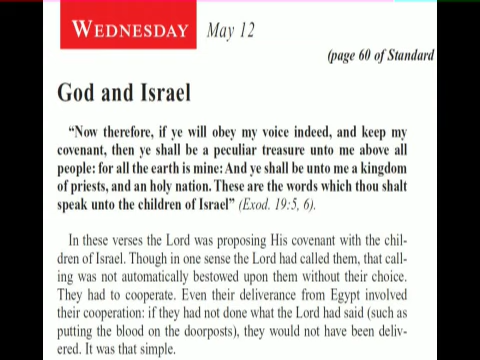 WEDNESDAY May 12
(page 60 of Standard
God and Israel
“Now therefore, if ye will obey my voice indeed, and keep my
covenant, then ye shall be a peculiar treasure unto me above all
people: for all the earth is mine: And ye shall be unto me a kingdom
of priests, and an holy nation. These are the words which thou shalt
speak unto the children of Israel” (Exod. 19:5, 6).
In these verses the Lord was proposing His covenant with the chil-
dren of Israel. Though in one sense the Lord had called them, that call-
ing was not automatically bestowed upon them without their choice.
They had to cooperate. Even their deliverance from Egypt involved
their cooperation: if they had not done what the Lord had said (such as
putting the blood on the doorposts), they would not have been deliv-
ered. It was that simple.